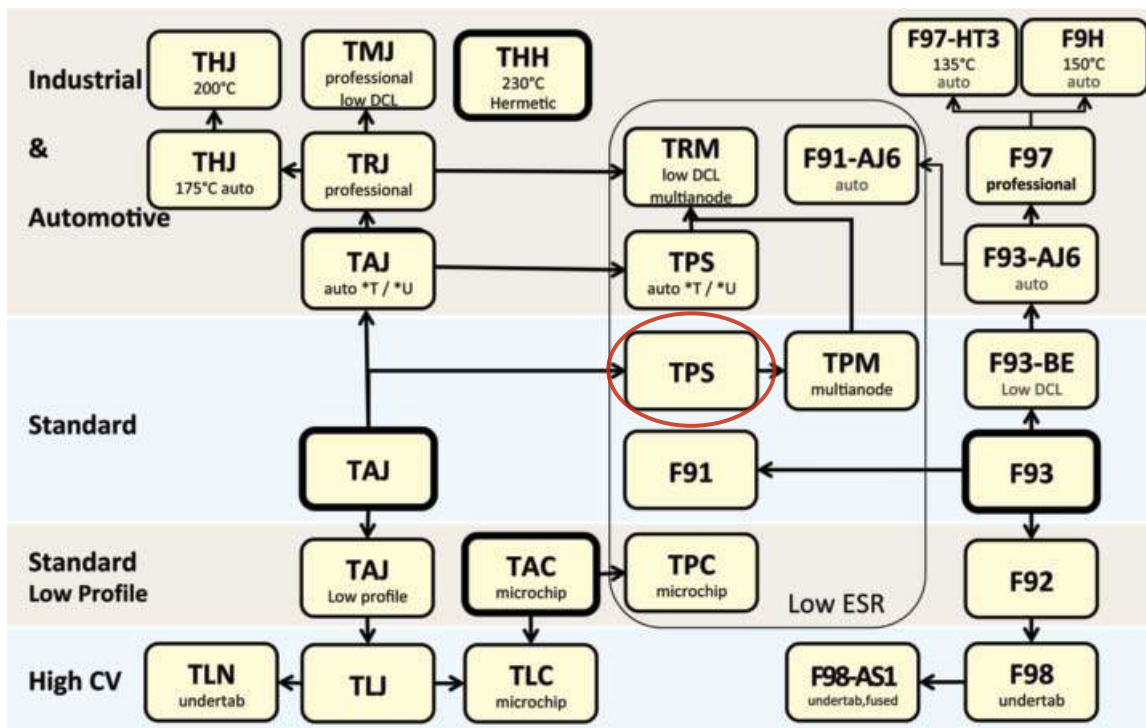 Industrial
&
Automotive
THJ
200°C
TMJ
professional
low DCL
THH
230°C
Hermetic
F97-HT3
135°C
auto
F9H
150°C
auto
THJ
175°C auto
TRJ
professional
TRM
low DCL
multianode
F91-AJ6
auto
F97
professional
TAJ
auto *T / *U
TPS
auto *T / *U
F93-AJ6
auto
Standard
TPS
TPM
multianode
F93-BE
Low DCL
TAJ
F91
F93
Standard
Low Profile
TAJ
Low profile
TAC
microchip
TPC
microchip
Low ESR
F92
High CV
TLN
undertab
TLJ
TLC
microchip
F98-AS1
undertab,fused
F98
undertab